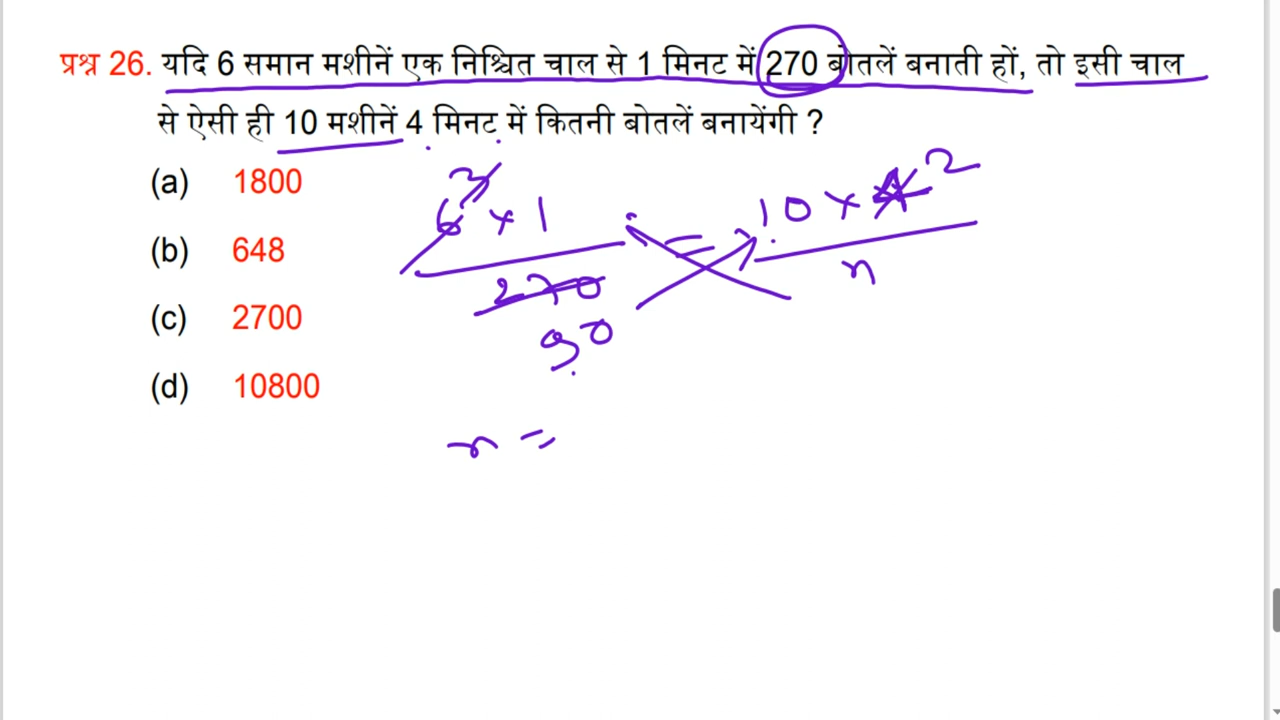 प्रश्न 26. यदि 6 समान मशीनें एक निश्चित चाल से 1 मिनट में 270 बोतलें बनाती हों, तो इसी चाल
से ऐसी ही 10 मशीनें 4 मिनट में कितनी बोतलें बनायेंगी ?
(a) 1800
(b) 648
(c) 2700
(d) 10800
3 2
6 × 1 = 10 × 4
270 n
90
n =